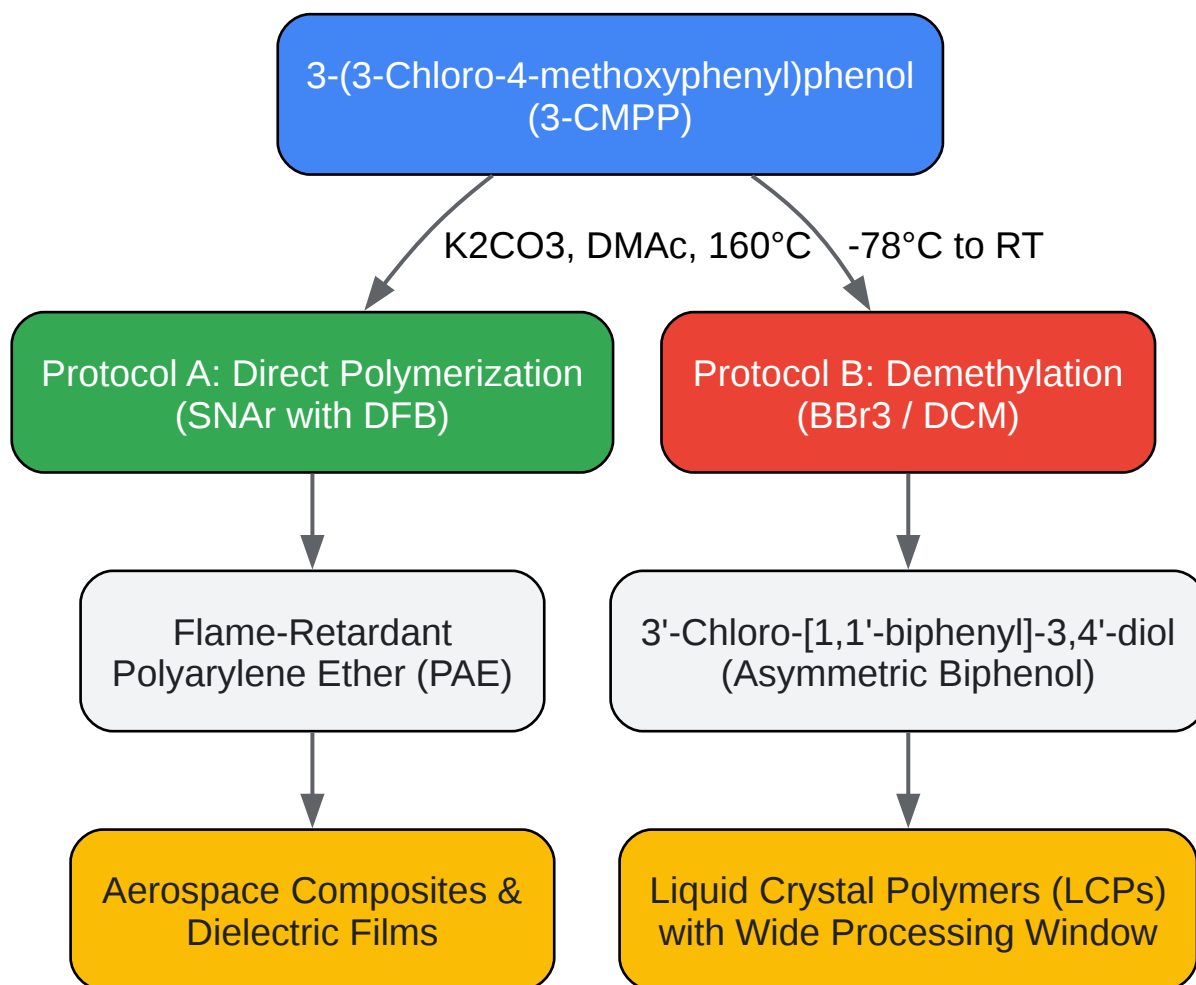 3-(3-Chloro-4-methoxyphenyl)phenol
(3-CMPP)
K2CO3, DMAc, 160°C
-78°C to RT
Protocol A: Direct Polymerization
(SNAr with DFB)
Protocol B: Demethylation
(BBr3 / DCM)
Flame-Retardant
Polyarylene Ether (PAE)
3'-Chloro-[1,1'-biphenyl]-3,4'-diol
(Asymmetric Biphenol)
Aerospace Composites &
Dielectric Films
Liquid Crystal Polymers (LCPs)
with Wide Processing Window